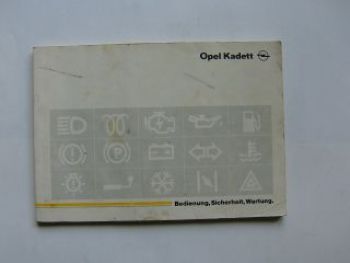 Opel Kadett
Bedienung, Sicherheit, Wartung.